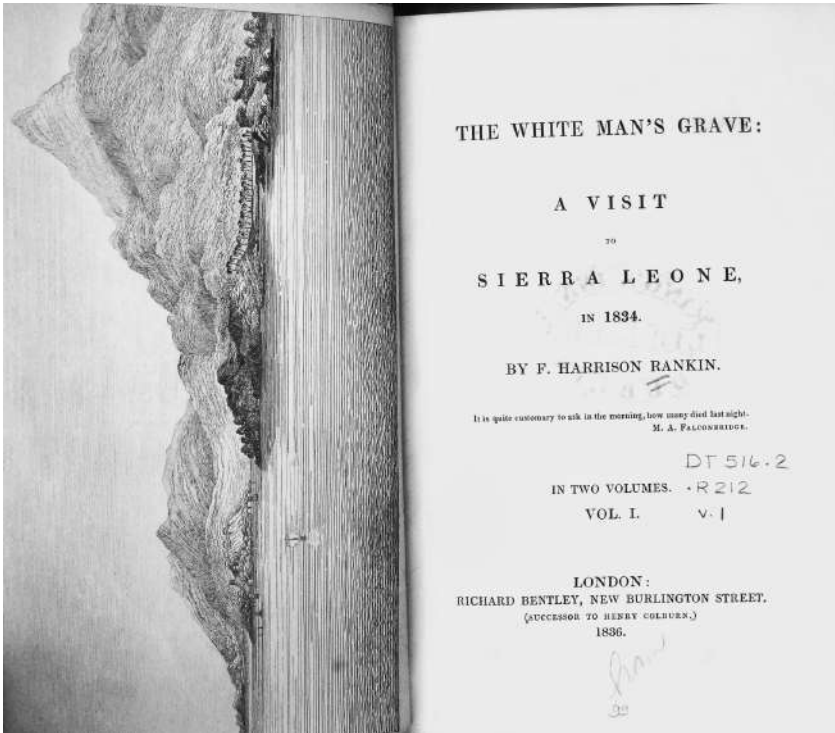 THE WHITE MAN'S GRAVE:
A VISIT
TO
SIERRA LEONE,
IN 1834.
BY F. HARRISON RANKIN.
It is quite customary to ask in the morning, how many died last night.
M. A. FALCONBRIDGE.
DT 516.2
IN TWO VOLUMES. .R212
VOL. I. v.1
LONDON:
RICHARD BENTLEY, NEW BURLINGTON STREET.
(SUCCESSOR TO HENRY COLBURN,)
1836.